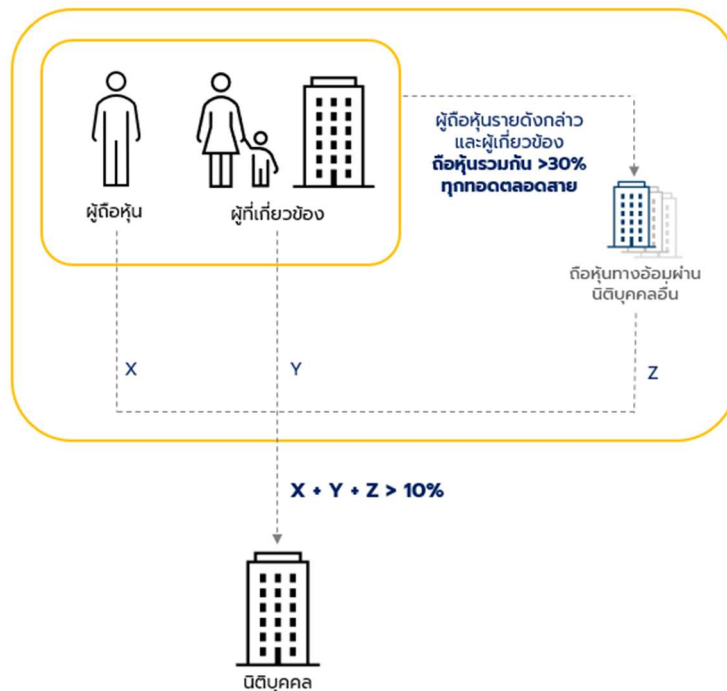 ผู้ถือหุ้น
ผู้ที่เกี่ยวข้อง
ผู้ถือหุ้นรายดังกล่าว
และผู้เกี่ยวข้อง
ถือหุ้นรวมกัน >30%
ทุกทอดตลอดสาย
ถือหุ้นทางอ้อมผ่าน
นิติบุคคลอื่น
X
Y
Z
X + Y + Z > 10%
นิติบุคคล